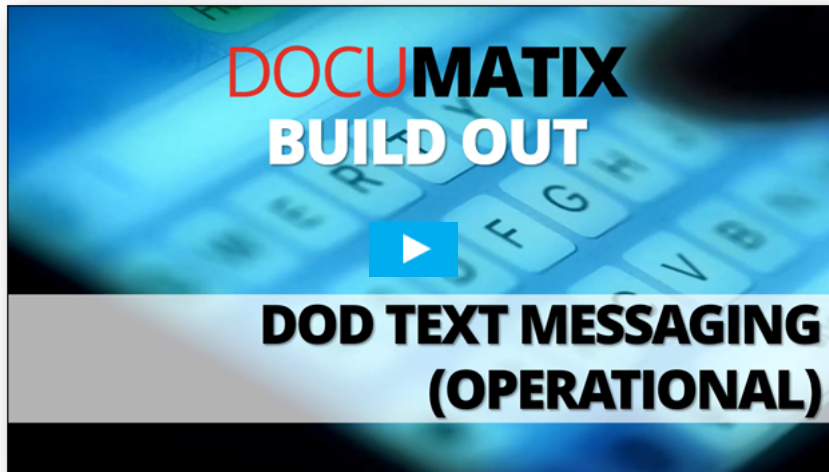 DOCUMATIX
BUILD OUT
W E R T Y
D F G H J
C V B N
DOD TEXT MESSAGING
(OPERATIONAL)